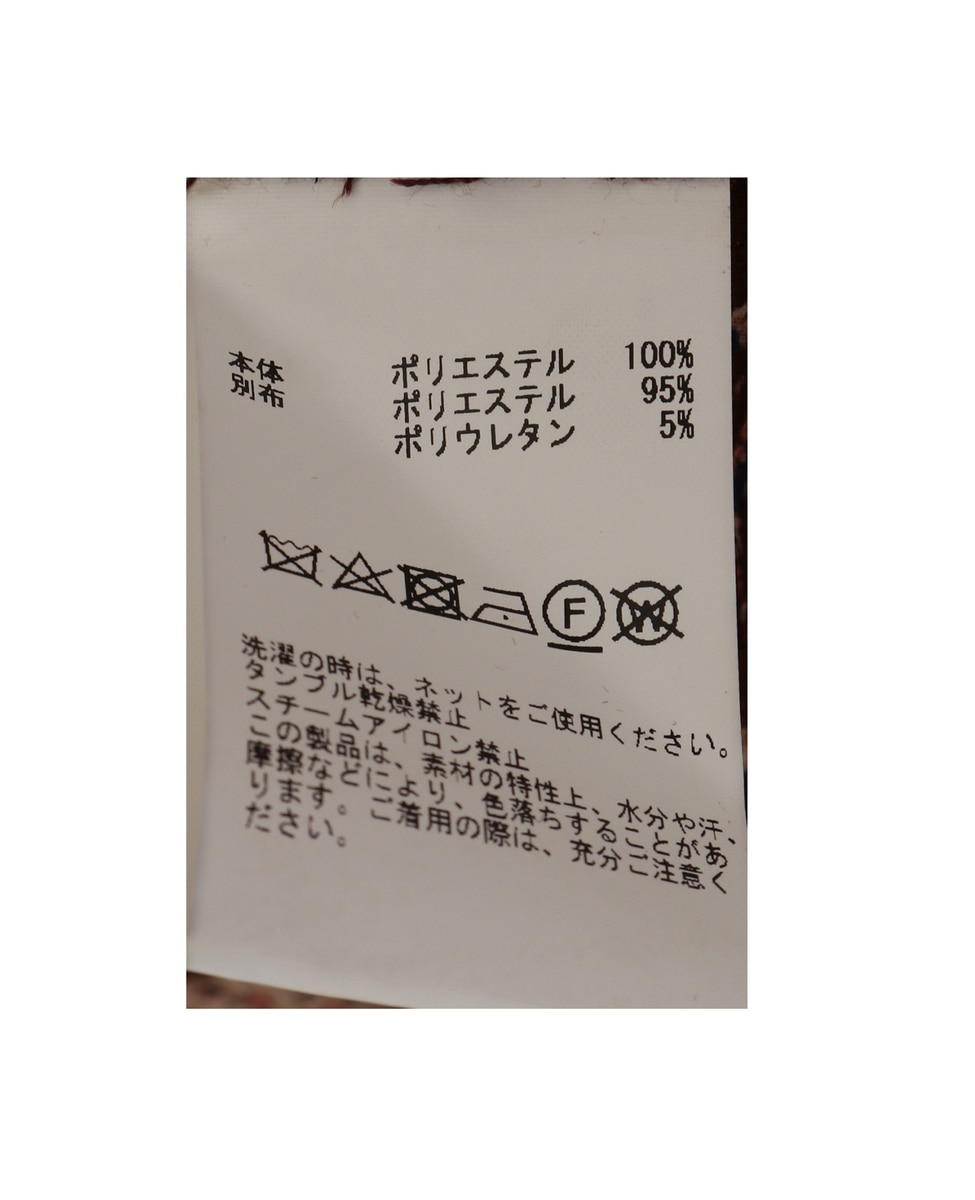 本体 ポリエステル 100%
別布 ポリエステル 95%
ポリウレタン 5%
F W
洗濯の時は、ネットをご使用ください。
タンブル乾燥禁止
スチームアイロン禁止
この製品は、素材の特性上、水分や汗、
摩擦などにより、色落ちすることがあ
ります。ご着用の際は、充分ご注意く
ださい。